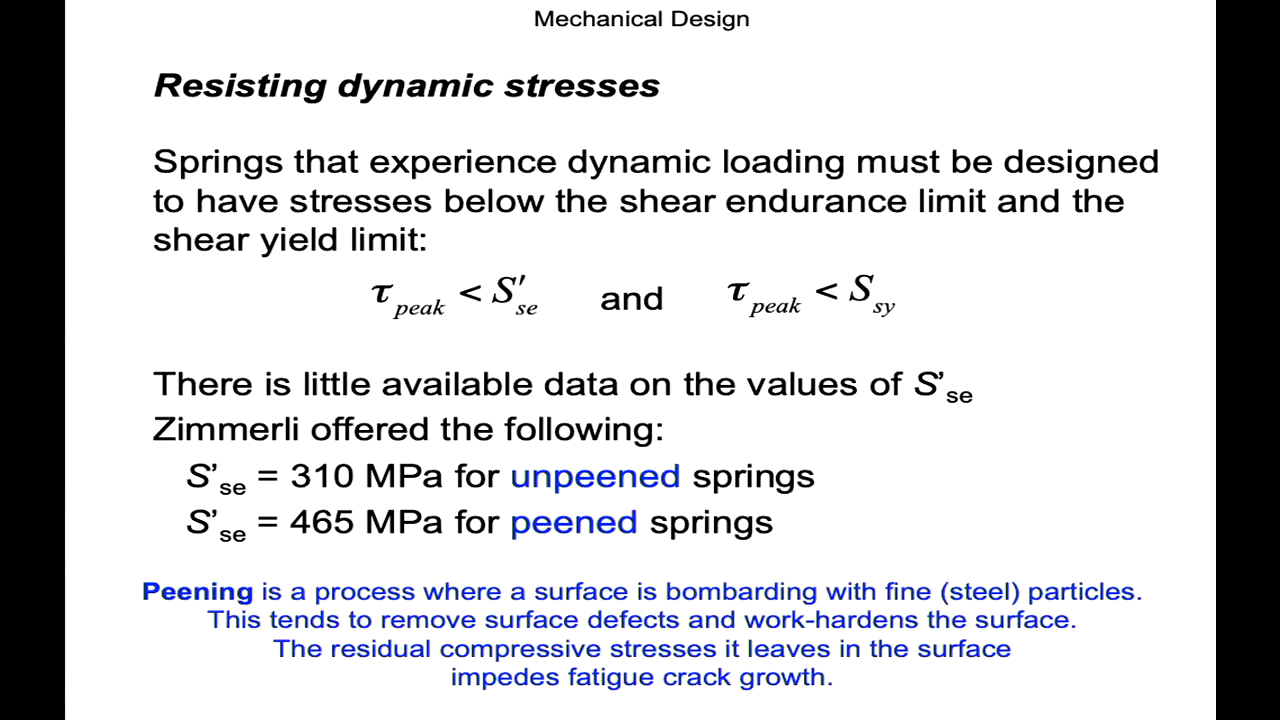 Mechanical Design
Resisting dynamic stresses
Springs that experience dynamic loading must be designed
to have stresses below the shear endurance limit and the
shear yield limit:
τpeak < S′se and τpeak < Ssy
There is little available data on the values of S’se
Zimmerli offered the following:
S’se = 310 MPa for unpeened springs
S’se = 465 MPa for peened springs
Peening is a process where a surface is bombarding with fine (steel) particles.
This tends to remove surface defects and work-hardens the surface.
The residual compressive stresses it leaves in the surface
impedes fatigue crack growth.